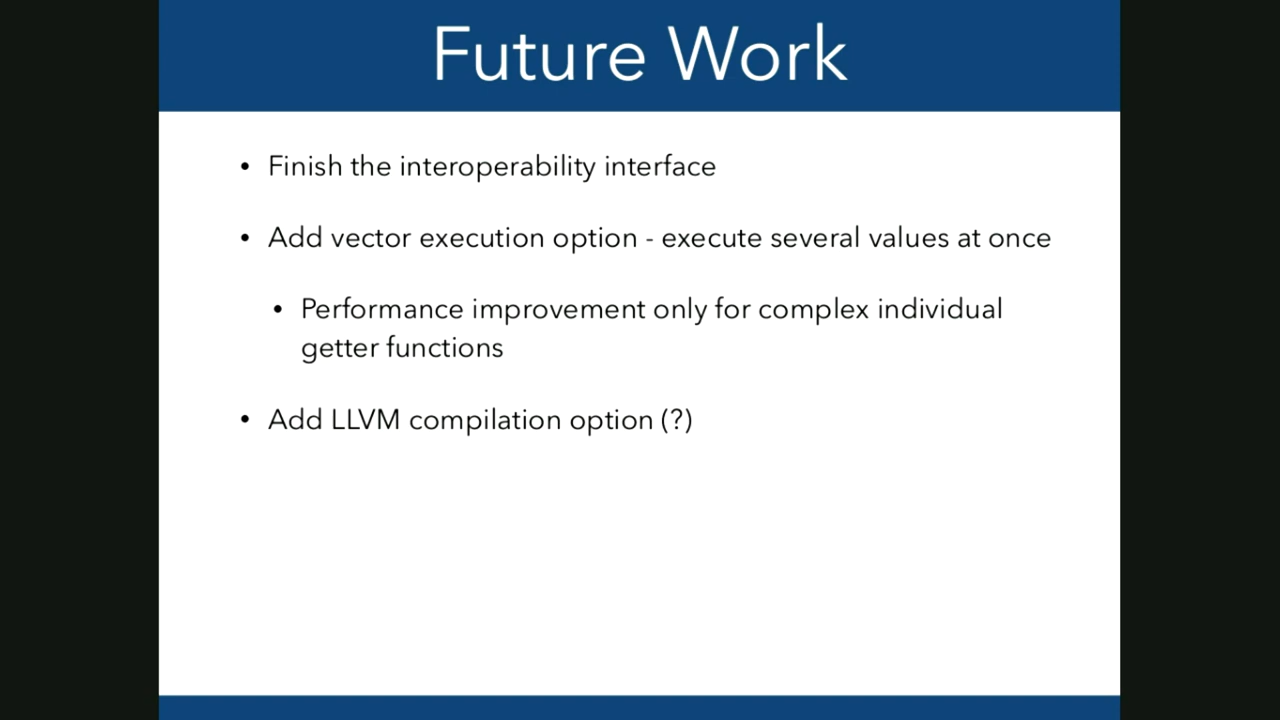 Future Work
• Finish the interoperability interface
• Add vector execution option - execute several values at once
• Performance improvement only for complex individual
getter functions
• Add LLVM compilation option (?)